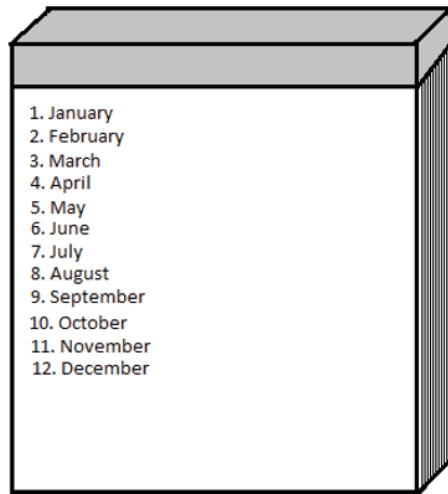 1. January
2. February
3. March
4. April
5. May
6. June
7. July
8. August
9. September
10. October
11. November
12. December